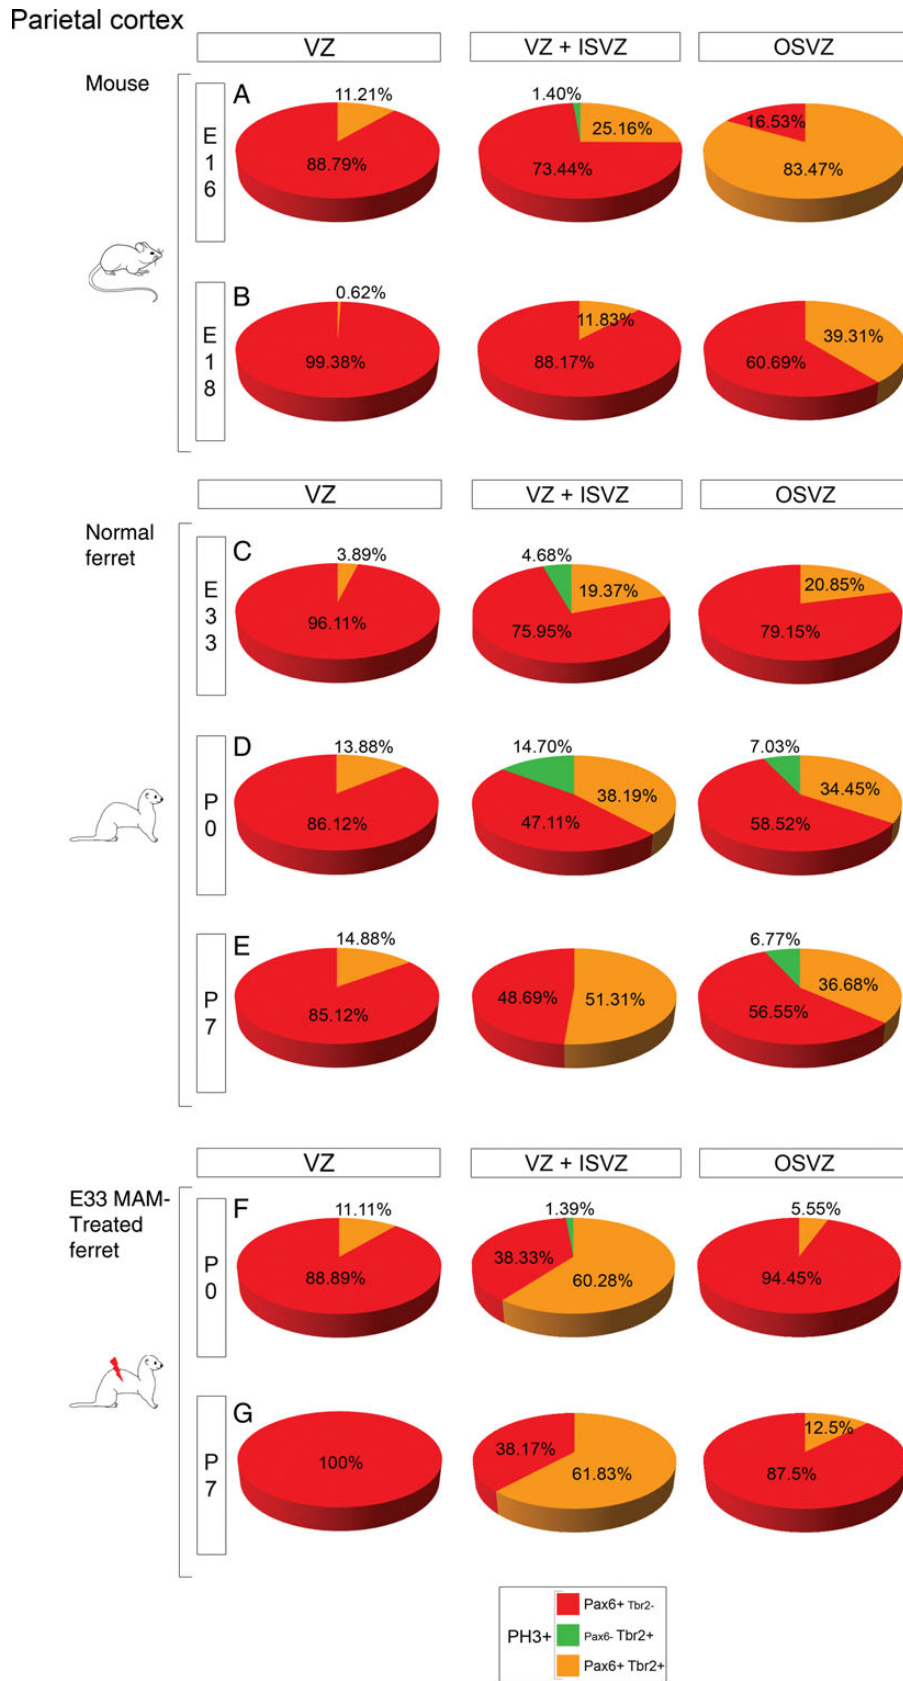 Parietal cortex
VZ
VZ + ISVZ
OSVZ
Mouse
A
E
1
6
11.21%
88.79%
1.40%
25.16%
73.44%
16.53%
83.47%
B
E
1
8
0.62%
99.38%
11.83%
88.17%
39.31%
60.69%
VZ
VZ + ISVZ
OSVZ
Normal
ferret
C
E
3
3
3.89%
96.11%
4.68%
19.37%
75.95%
20.85%
79.15%
D
P
0
13.88%
86.12%
14.70%
38.19%
47.11%
7.03%
34.45%
58.52%
E
P
7
14.88%
85.12%
48.69%
51.31%
6.77%
36.68%
56.55%
VZ
VZ + ISVZ
OSVZ
E33 MAM-
Treated
ferret
F
P
0
11.11%
88.89%
1.39%
38.33%
60.28%
5.55%
94.45%
G
P
7
100%
38.17%
61.83%
12.5%
87.5%
PH3+
Pax6+ Tbr2-
Pax6- Tbr2+
Pax6+ Tbr2+